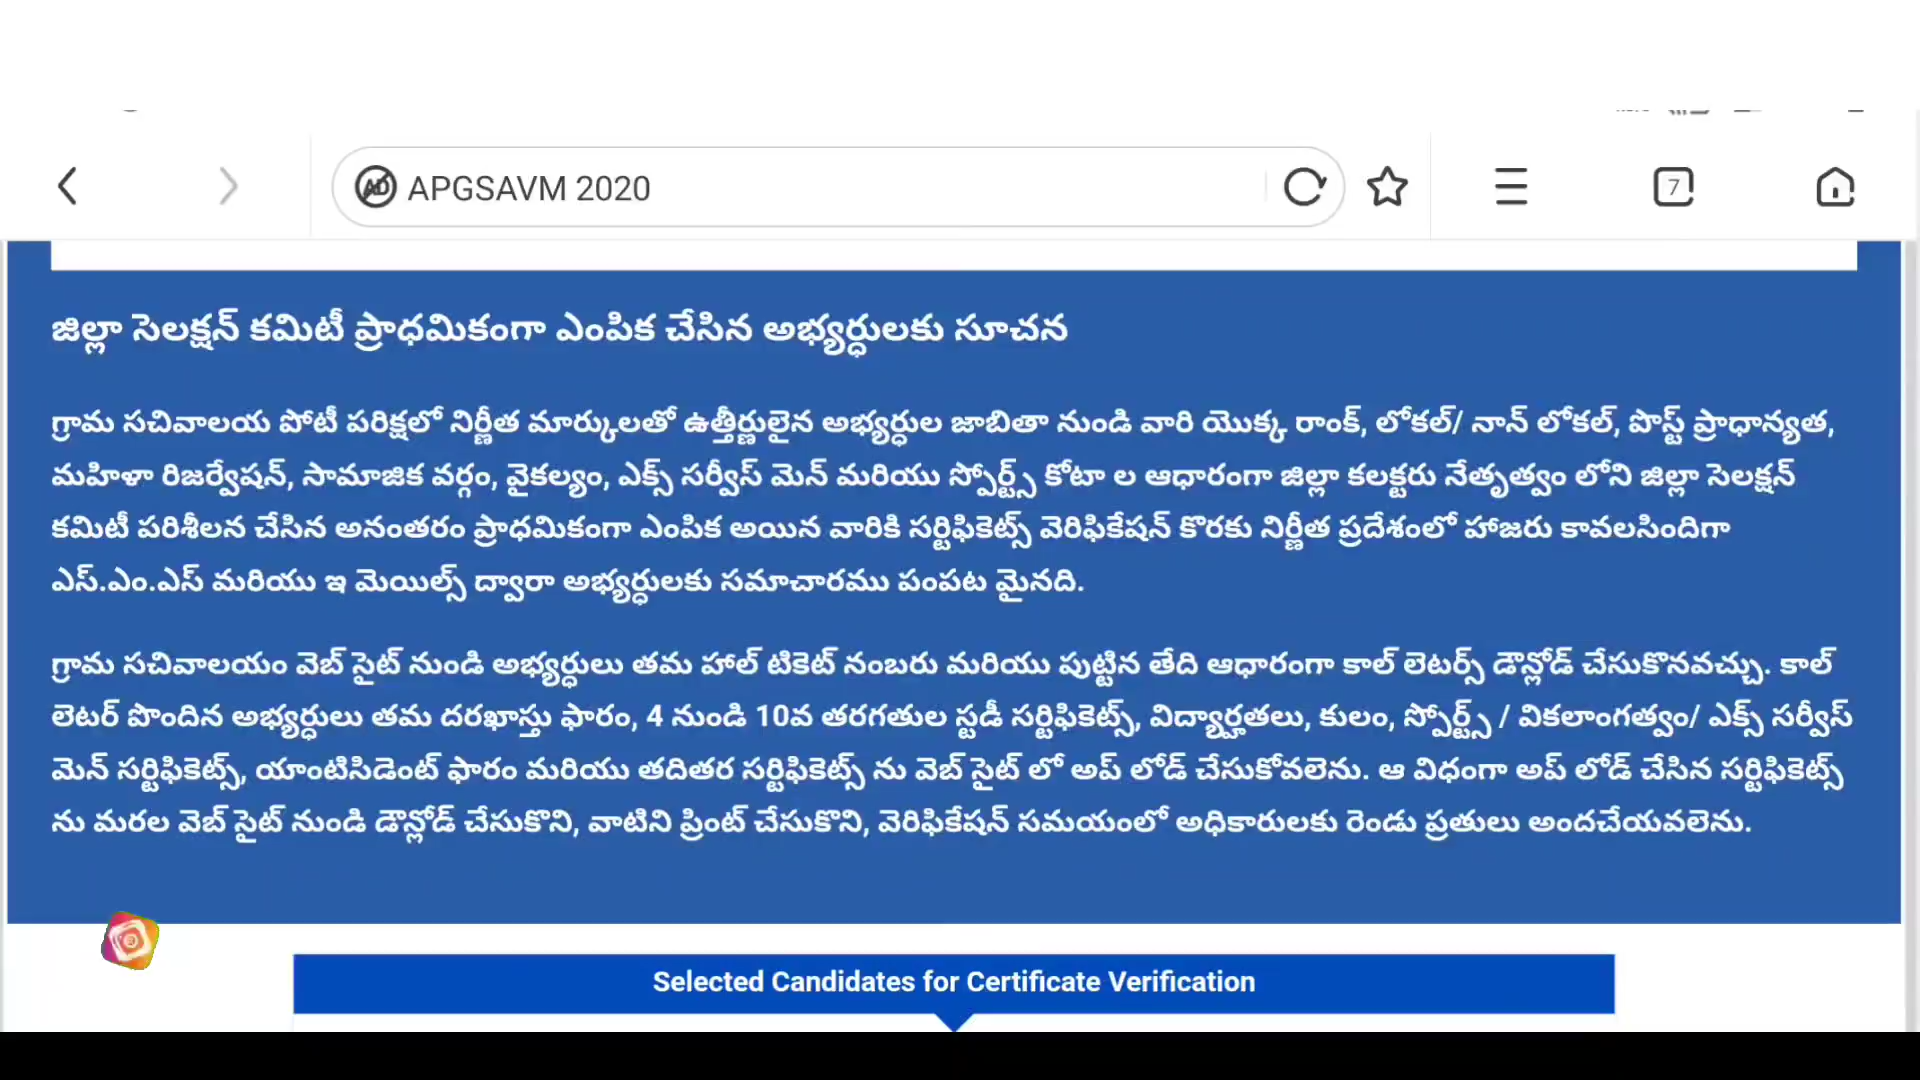 APGSAVM 2020
7
జిల్లా సెలక్షన్ కమిటీ ప్రాధమికంగా ఎంపిక చేసిన అభ్యర్ధులకు సూచన
గ్రామ సచివాలయ పోటీ పరిక్షలో నిర్ణీత మార్కులతో ఉత్తీర్ణులైన అభ్యర్ధుల జాబితా నుండి వారి యొక్క రాంక్, లోకల్/ నాన్ లోకల్, పొస్ట్ ప్రాధాన్యత,
మహిళా రిజర్వేషన్, సామాజిక వర్గం, వైకల్యం, ఎక్స్ సర్వీస్ మెన్ మరియు స్పోర్ట్స్ కోటా ల ఆధారంగా జిల్లా కలక్టరు నేతృత్వం లోని జిల్లా సెలక్షన్
కమిటీ పరిశీలన చేసిన అనంతరం ప్రాధమికంగా ఎంపిక అయిన వారికి సర్టిఫికెట్స్ వెరిఫికేషన్ కొరకు నిర్ణీత ప్రదేశంలో హాజరు కావలసిందిగా
ఎస్.ఎం.ఎస్ మరియు ఇ మెయిల్స్ ద్వారా అభ్యర్ధులకు సమాచారము పంపట మైనది.
గ్రామ సచివాలయం వెబ్ సైట్ నుండి అభ్యర్ధులు తమ హాల్ టికెట్ నంబరు మరియు పుట్టిన తేది ఆధారంగా కాల్ లెటర్స్ డౌన్లోడ్ చేసుకొనవచ్చు. కాల్
లెటర్ పొందిన అభ్యర్ధులు తమ దరఖాస్తు ఫారం, 4 నుండి 10వ తరగతుల స్టడీ సర్టిఫికెట్స్, విద్యార్హతలు, కులం, స్పోర్ట్స్ / వికలాంగత్వం/ ఎక్స్ సర్వీస్
మెన్ సర్టిఫికెట్స్, యాంటిసిడెంట్ ఫారం మరియు తదితర సర్టిఫికెట్స్ ను వెబ్ సైట్ లో అప్ లోడ్ చేసుకోవలెను. ఆ విధంగా అప్ లోడ్ చేసిన సర్టిఫికెట్స్
ను మరల వెబ్ సైట్ నుండి డౌన్లోడ్ చేసుకొని, వాటిని ప్రింట్ చేసుకొని, వెరిఫికేషన్ సమయంలో అధికారులకు రెండు ప్రతులు అందచేయవలెను.
Selected Candidates for Certificate Verification